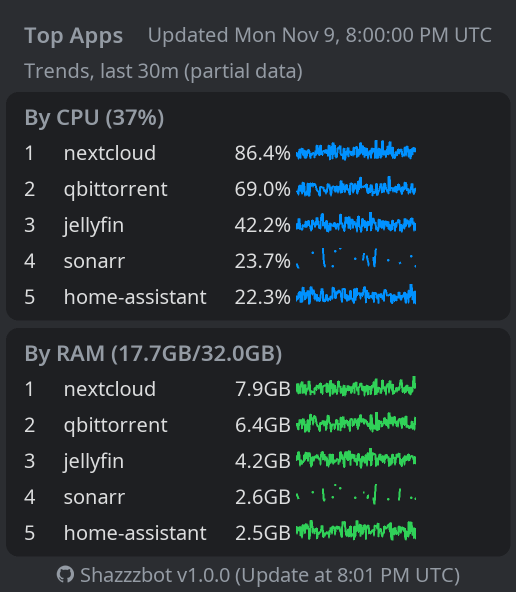 Top Apps Updated Mon Nov 9, 8:00:00 PM UTC
Trends, last 30m (partial data)
By CPU (37%)
1 nextcloud 86.4%
2 qbittorrent 69.0%
3 jellyfin 42.2%
4 sonarr 23.7%
5 home-assistant 22.3%
By RAM (17.7GB/32.0GB)
1 nextcloud 7.9GB
2 qbittorrent 6.4GB
3 jellyfin 4.2GB
4 sonarr 2.6GB
5 home-assistant 2.5GB
Shazzzbot v1.0.0 (Update at 8:01 PM UTC)